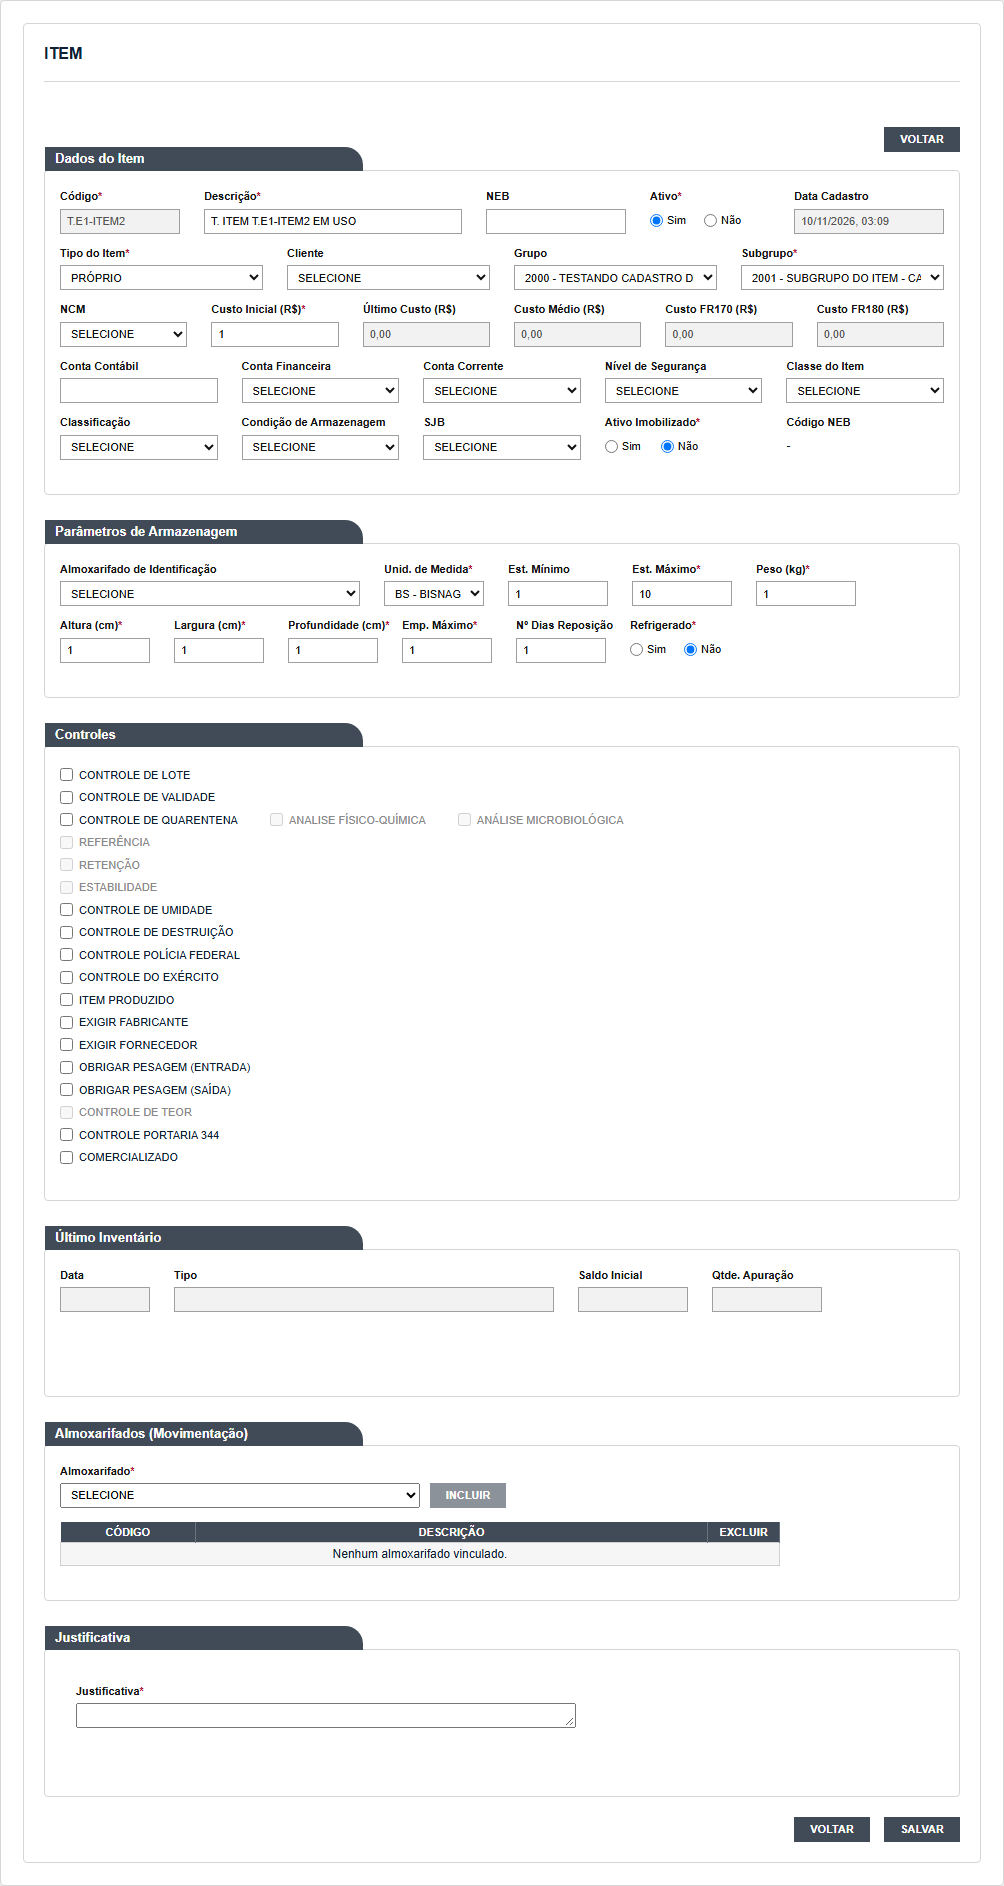 ITEM
VOLTAR
Dados do Item
Código* Descrição* NEB Ativo* Data Cadastro
T.E1-ITEM2 T. ITEM T.E1-ITEM2 EM USO Sim Não 10/11/2026, 03:09
Tipo do Item* Cliente Grupo Subgrupo*
PRÓPRIO SELECIONE 2000 - TESTANDO CADASTRO D 2001 - SUBGRUPO DO ITEM - CA
NCM Custo Inicial (R$)* Último Custo (R$) Custo Médio (R$) Custo FR170 (R$) Custo FR180 (R$)
SELECIONE 1 0,00 0,00 0,00 0,00
Conta Contábil Conta Financeira Conta Corrente Nível de Segurança Classe do Item
SELECIONE SELECIONE SELECIONE SELECIONE
Classificação Condição de Armazenagem SJB Ativo Imobilizado* Código NEB
SELECIONE SELECIONE SELECIONE Sim Não -
Parâmetros de Armazenagem
Almoxarifado de Identificação Unid. de Medida* Est. Mínimo Est. Máximo* Peso (kg)*
SELECIONE BS - BISNAG 1 10 1
Altura (cm)* Largura (cm)* Profundidade (cm)* Emp. Máximo* Nº Dias Reposição Refrigerado*
1 1 1 1 1 Sim Não
Controles
CONTROLE DE LOTE
CONTROLE DE VALIDADE
CONTROLE DE QUARENTENA ANALISE FÍSICO-QUÍMICA ANÁLISE MICROBIOLÓGICA
REFERÊNCIA
RETENÇÃO
ESTABILIDADE
CONTROLE DE UMIDADE
CONTROLE DE DESTRUIÇÃO
CONTROLE POLÍCIA FEDERAL
CONTROLE DO EXÉRCITO
ITEM PRODUZIDO
EXIGIR FABRICANTE
EXIGIR FORNECEDOR
OBRIGAR PESAGEM (ENTRADA)
OBRIGAR PESAGEM (SAÍDA)
CONTROLE DE TEOR
CONTROLE PORTARIA 344
COMERCIALIZADO
Último Inventário
Data Tipo Saldo Inicial Qtde. Apuração
Almoxarifados (Movimentação)
Almoxarifado*
SELECIONE INCLUIR
CÓDIGO DESCRIÇÃO EXCLUIR
Nenhum almoxarifado vinculado.
Justificativa
Justificativa*
VOLTAR SALVAR